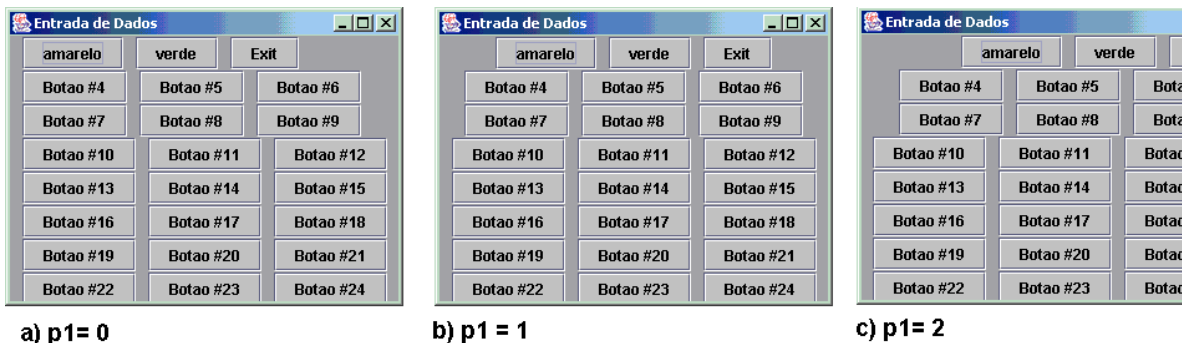 Entrada de Dados
amarelo verde Exit
Botao #4 Botao #5 Botao #6
Botao #7 Botao #8 Botao #9
Botao #10 Botao #11 Botao #12
Botao #13 Botao #14 Botao #15
Botao #16 Botao #17 Botao #18
Botao #19 Botao #20 Botao #21
Botao #22 Botao #23 Botao #24
a) p1= 0
Entrada de Dados
amarelo verde Exit
Botao #4 Botao #5 Botao #6
Botao #7 Botao #8 Botao #9
Botao #10 Botao #11 Botao #12
Botao #13 Botao #14 Botao #15
Botao #16 Botao #17 Botao #18
Botao #19 Botao #20 Botao #21
Botao #22 Botao #23 Botao #24
b) p1 = 1
Entrada de Dados
amarelo verde
Botao #4 Botao #5
Botao #7 Botao #8
Botao #10 Botao #11
Botao #13 Botao #14
Botao #16 Botao #17
Botao #19 Botao #20
Botao #22 Botao #23
c) p1= 2